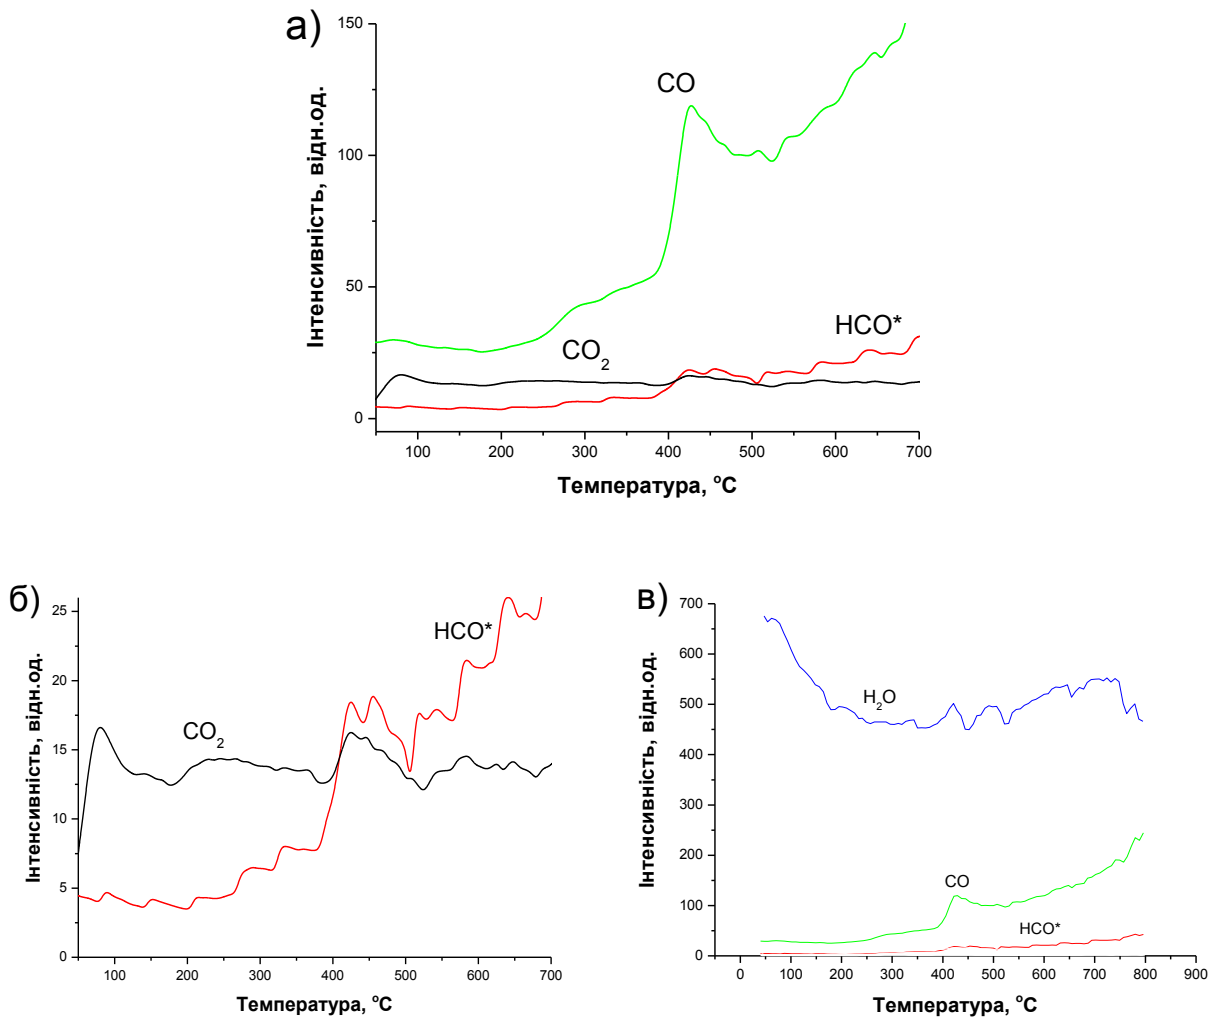 а)
150
100
50
0
CO
CO2
HCO*
100 200 300 400 500 600 700
Інтенсивність, відн.од.
Температура, °C
б)
25
20
15
10
5
0
HCO*
CO2
100 200 300 400 500 600 700
Інтенсивність, відн.од.
Температура, °C
в)
700
600
500
400
300
200
100
0
H2O
CO
HCO*
0 100 200 300 400 500 600 700 800 900
Інтенсивність, відн.од.
Температура, °C